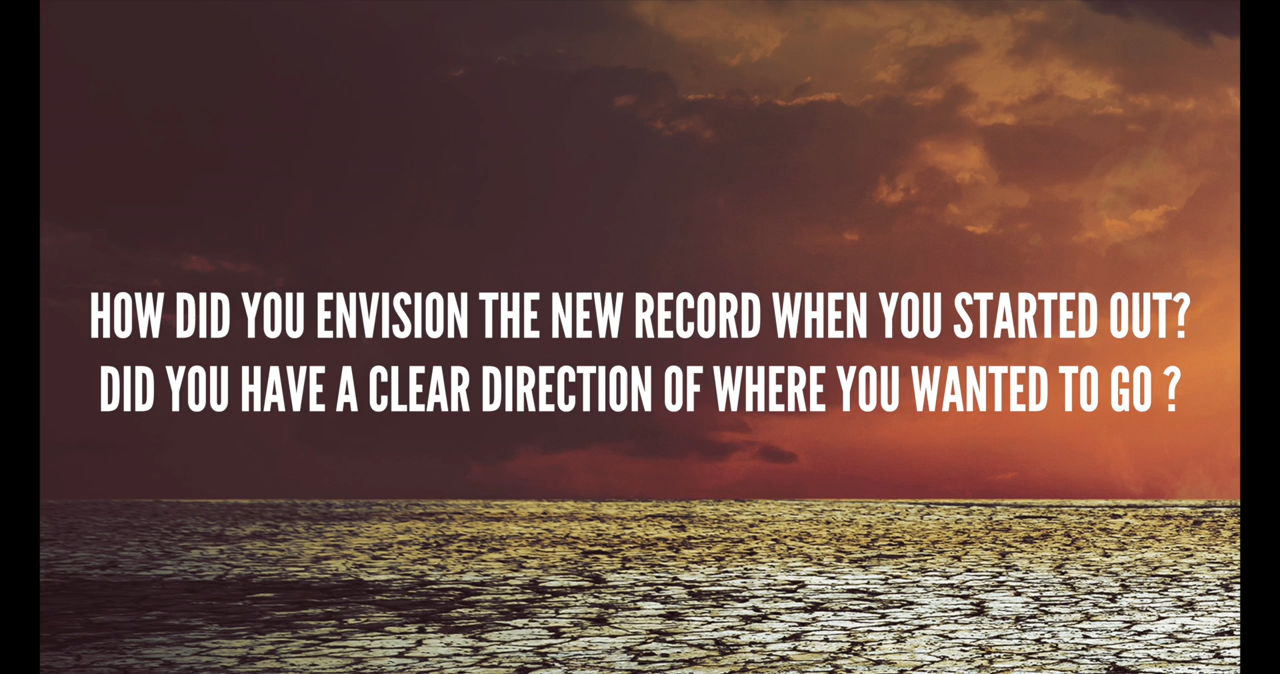 HOW DID YOU ENVISION THE NEW RECORD WHEN YOU STARTED OUT?
DID YOU HAVE A CLEAR DIRECTION OF WHERE YOU WANTED TO GO ?